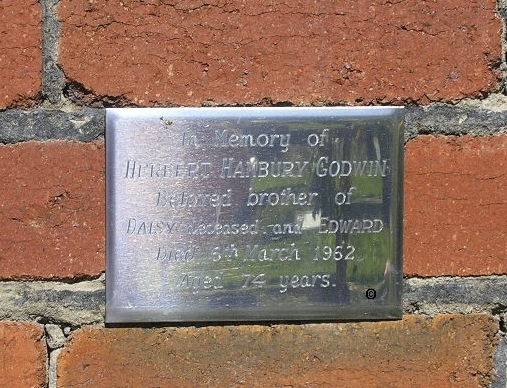 In Memory of
HERBERT HANBURY GODWIN
Beloved brother of
DAISY deceased and EDWARD
Died 6th March 1952
Aged 74 years.
©